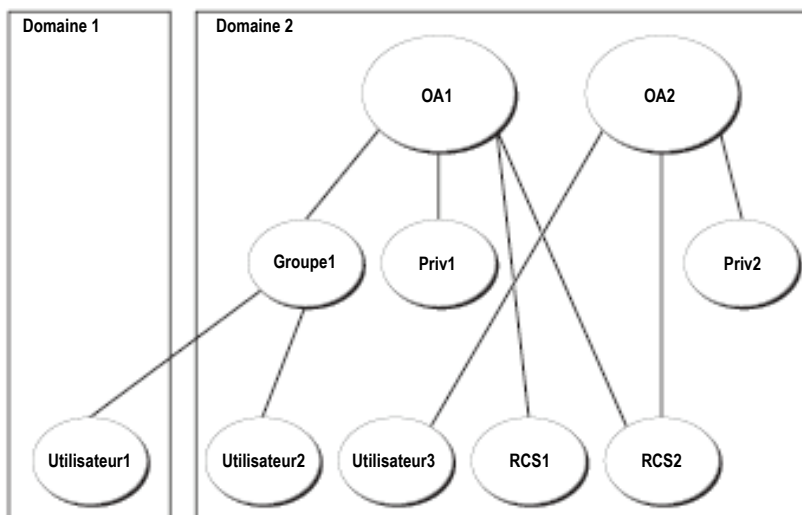 Domaine 1
Domaine 2
OA1
OA2
Groupe1
Priv1
Priv2
Utilisateur1
Utilisateur2
Utilisateur3
RCS1
RCS2